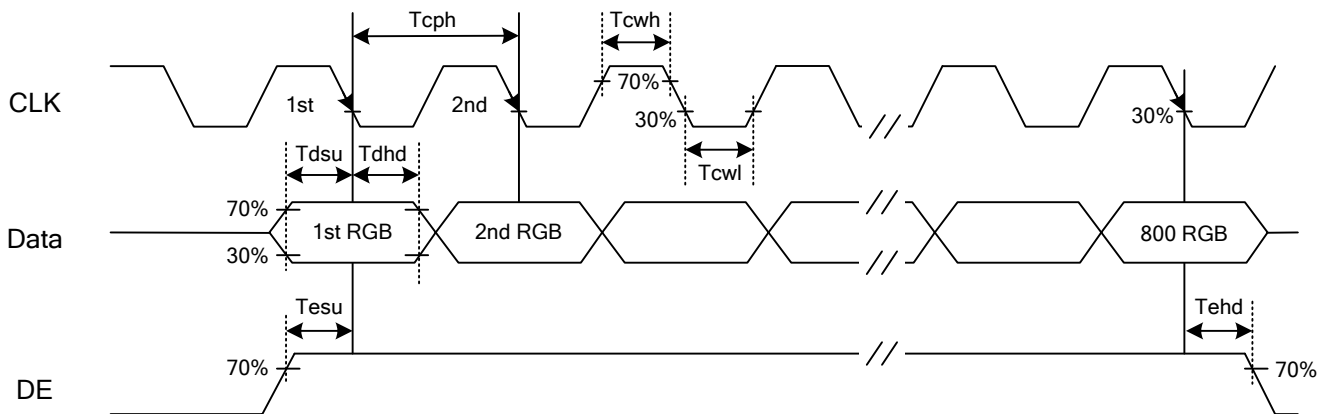 Tcph
Tcwh
CLK
1st
2nd
70%
30%
30%
Tcwl
Tdsu
Tdhd
70%
Data
1st RGB
2nd RGB
800 RGB
30%
Tesu
Tehd
70%
70%
DE